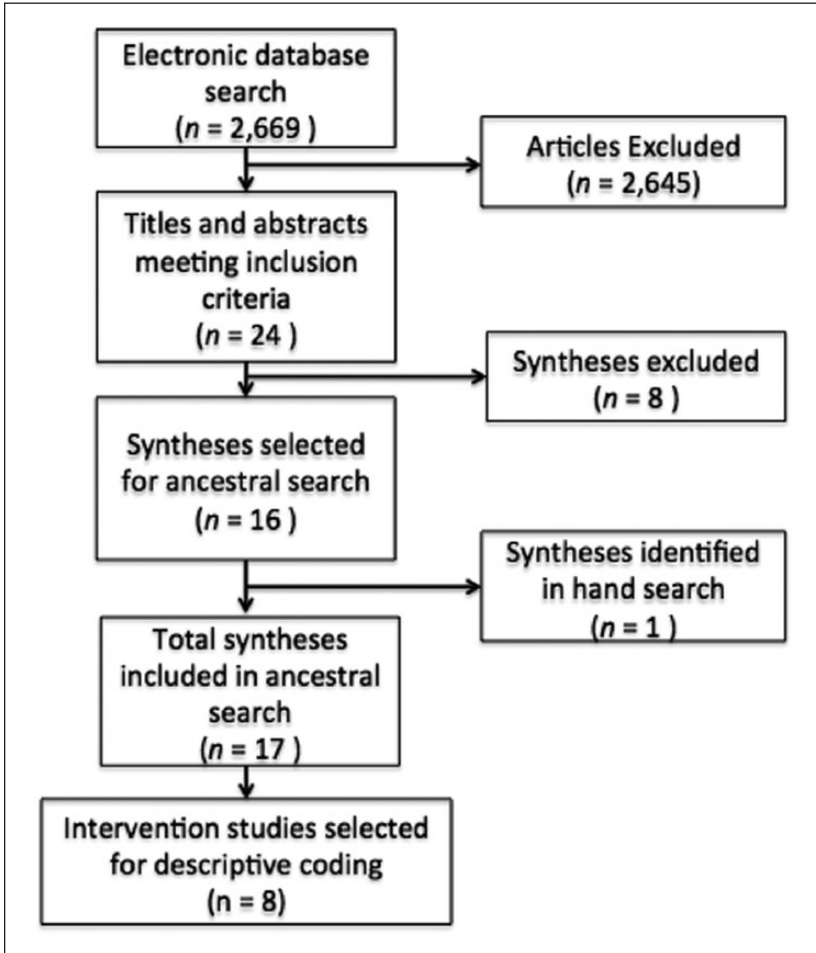 Electronic database
search
(n = 2,669 )
Articles Excluded
(n = 2,645)
Titles and abstracts
meeting inclusion
criteria
(n = 24 )
Syntheses excluded
(n = 8 )
Syntheses selected
for ancestral search
(n = 16 )
Syntheses identified
in hand search
(n = 1 )
Total syntheses
included in ancestral
search
(n = 17 )
Intervention studies selected
for descriptive coding
(n = 8)